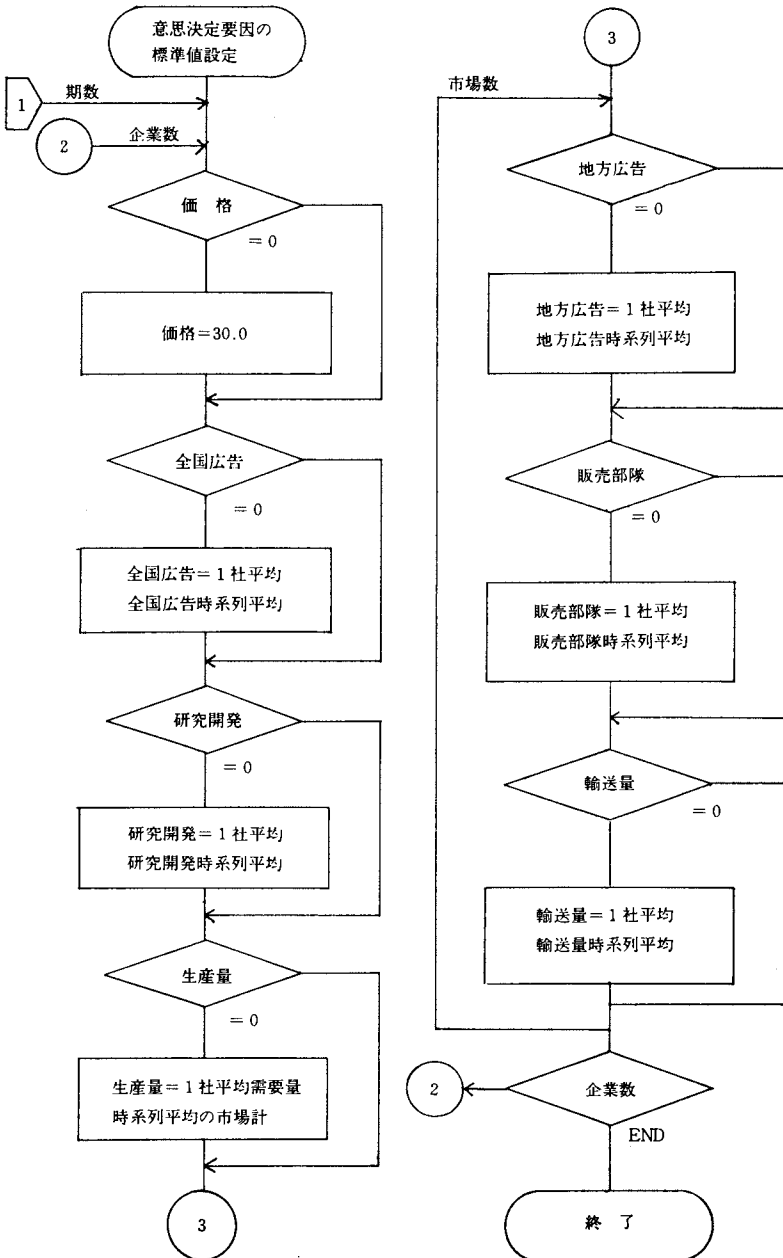 意思決定要因の
標準値設定
1
期数
2
企業数
価 格
= 0
価格=30.0
全国広告
= 0
全国広告=1社平均
全国広告時系列平均
研究開発
= 0
研究開発=1社平均
研究開発時系列平均
生産量
= 0
生産量=1社平均需要量
時系列平均の市場計
3
3
市場数
地方広告
= 0
地方広告=1社平均
地方広告時系列平均
販売部隊
= 0
販売部隊=1社平均
販売部隊時系列平均
輸送量
= 0
輸送量=1社平均
輸送量時系列平均
2
企業数
END
終 了